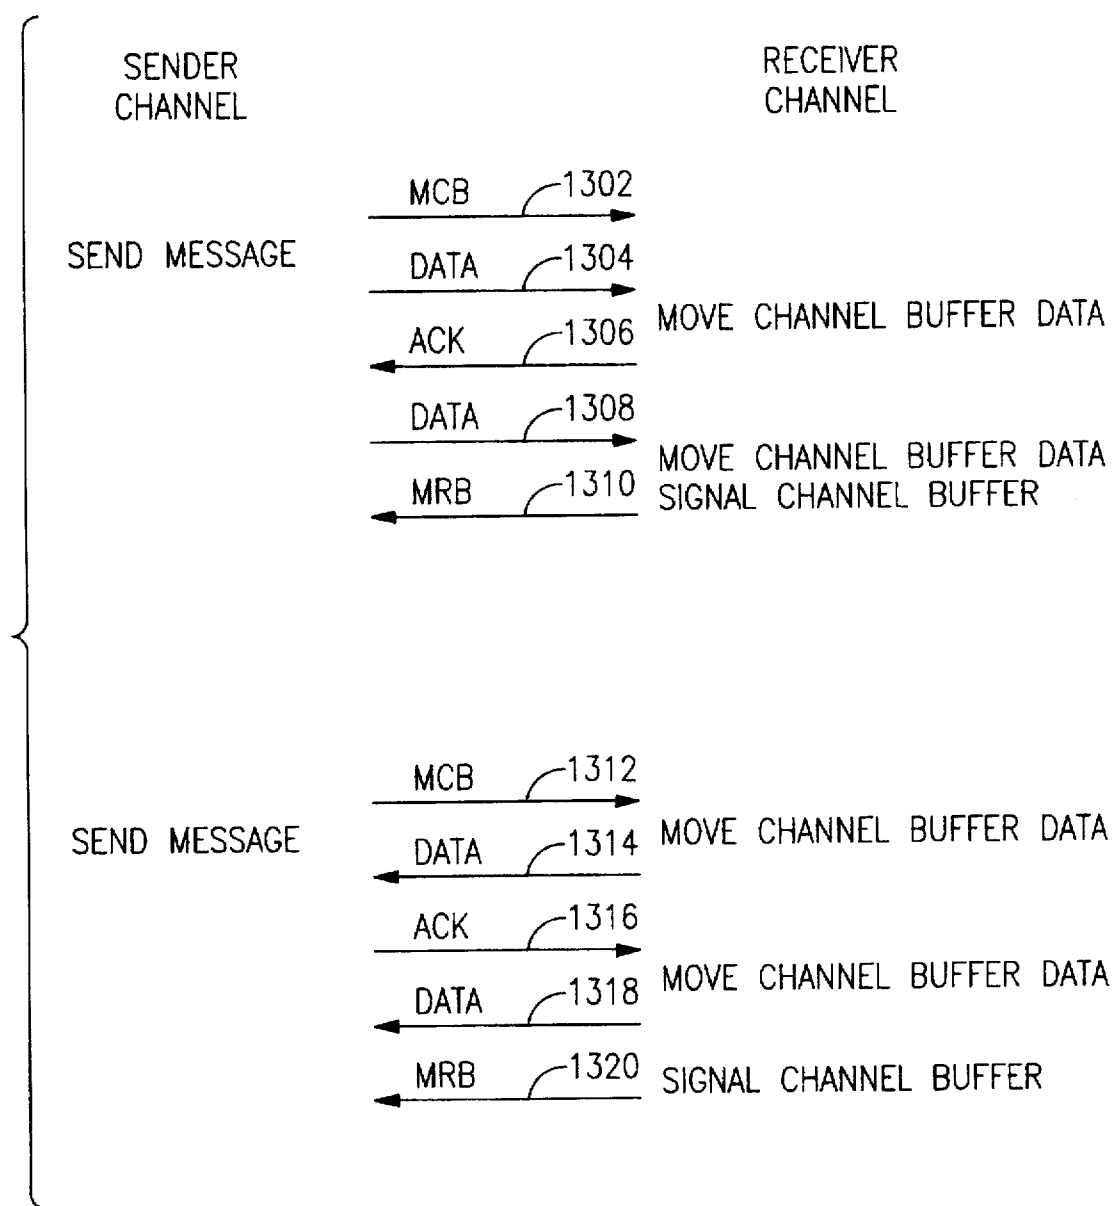 SENDER
CHANNEL
RECEIVER
CHANNEL
MCB 1302
SEND MESSAGE
DATA 1304
MOVE CHANNEL BUFFER DATA
ACK 1306
DATA 1308
MOVE CHANNEL BUFFER DATA
MRB 1310 SIGNAL CHANNEL BUFFER
MCB 1312
SEND MESSAGE
MOVE CHANNEL BUFFER DATA
DATA 1314
ACK 1316
MOVE CHANNEL BUFFER DATA
DATA 1318
MRB 1320 SIGNAL CHANNEL BUFFER